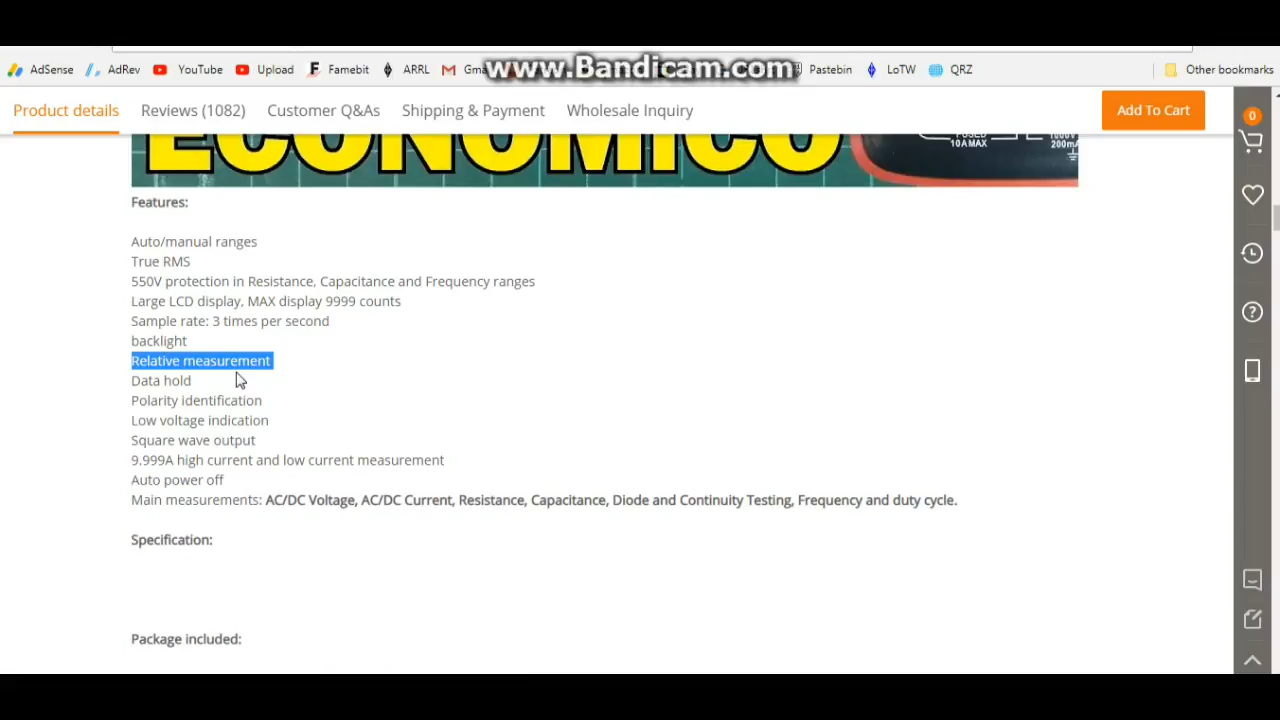 www.Bandicam.com
AdSense AdRev YouTube Upload Famebit ARRL Gma Pastebin LoTW QRZ Other bookmarks
Product details Reviews (1082) Customer Q&As Shipping & Payment Wholesale Inquiry Add To Cart
0
ECONOMICO
FUSED 1000V
10A MAX 200mA
Features:
Auto/manual ranges
True RMS
550V protection in Resistance, Capacitance and Frequency ranges
Large LCD display, MAX display 9999 counts
Sample rate: 3 times per second
backlight
Relative measurement
Data hold
Polarity identification
Low voltage indication
Square wave output
9.999A high current and low current measurement
Auto power off
Main measurements: AC/DC Voltage, AC/DC Current, Resistance, Capacitance, Diode and Continuity Testing, Frequency and duty cycle.
Specification:
Package included: